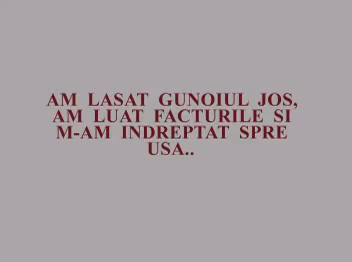 AM LASAT GUNOIUL JOS,
AM LUAT FACTURILE SI
M-AM INDREPTAT SPRE
USA..